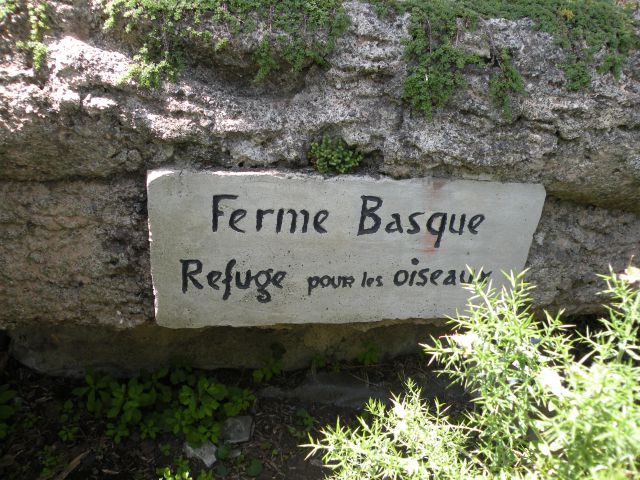 Ferme Basque
Refuge pour les oiseaux